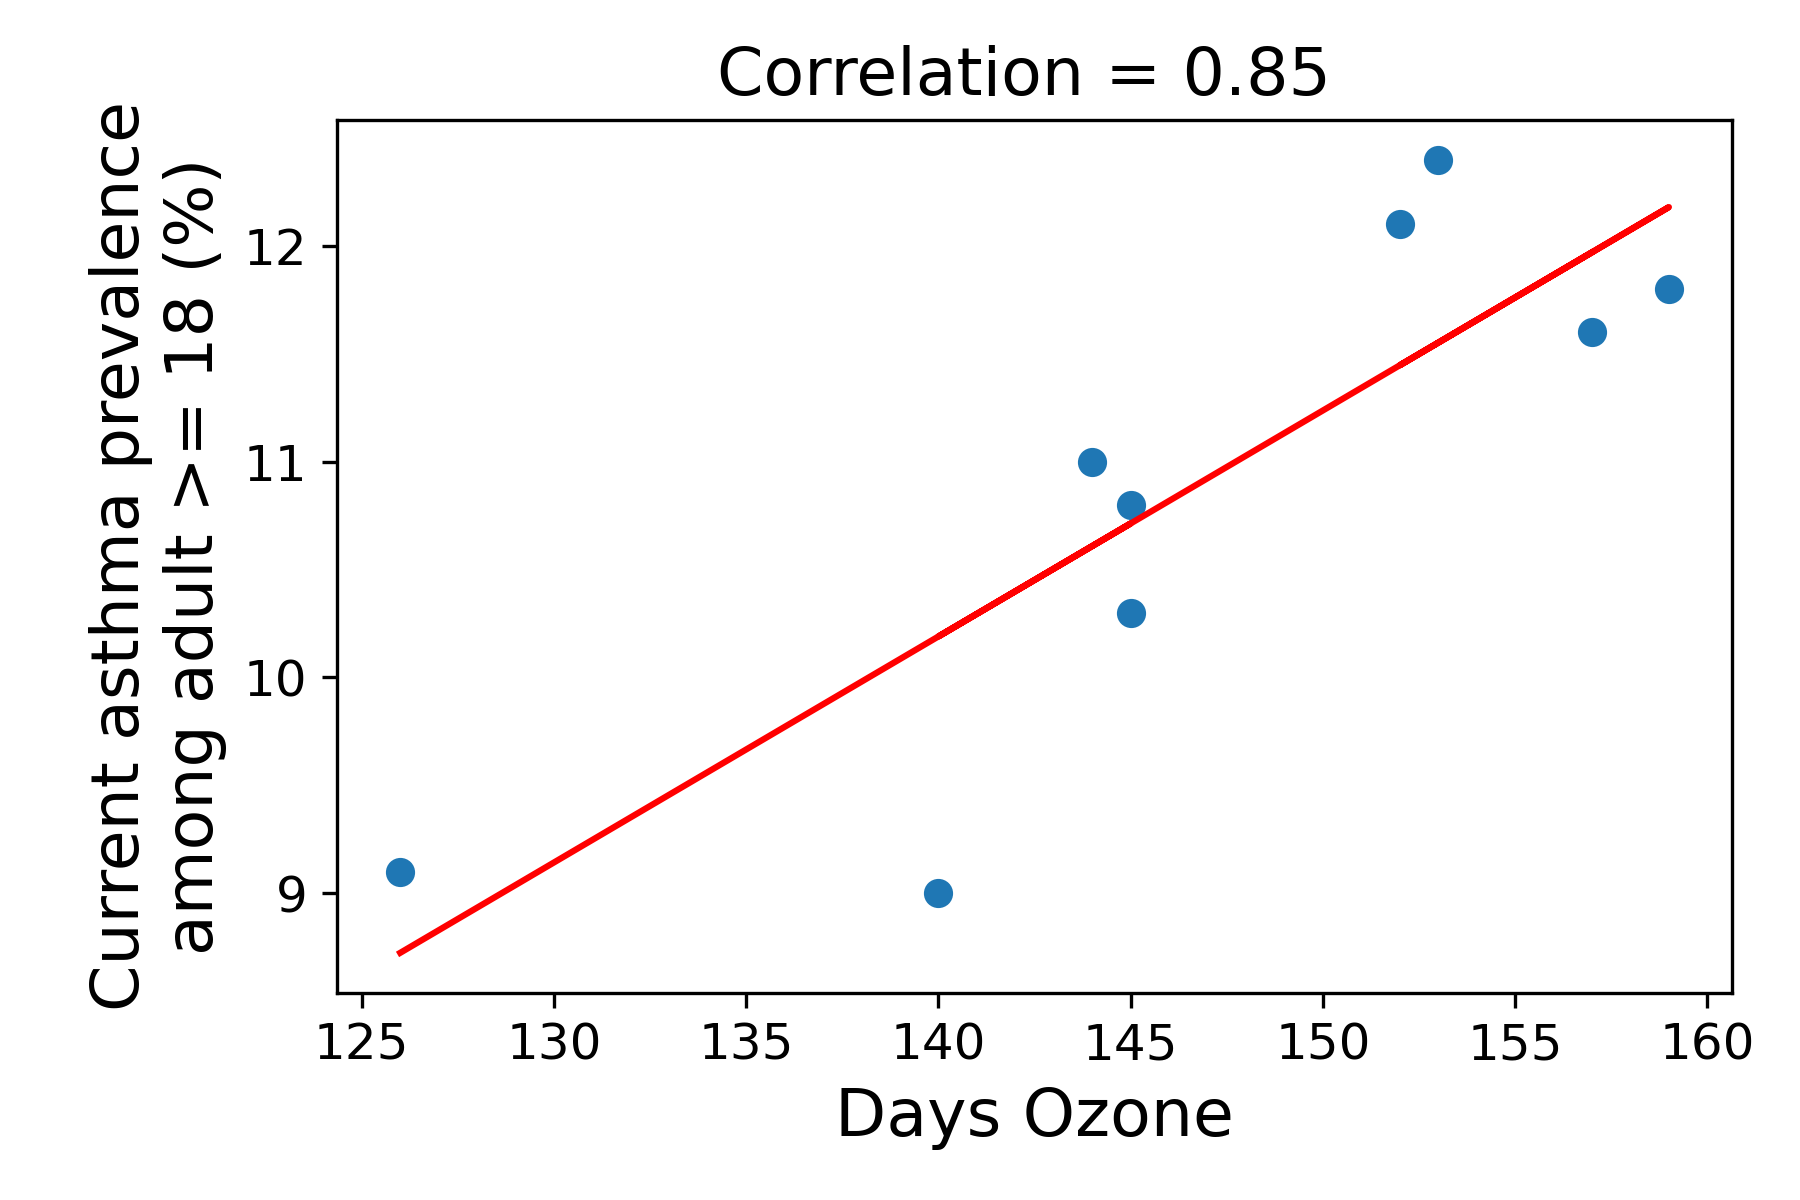 Correlation = 0.85
Current asthma prevalence
among adult >= 18 (%)
12
11
10
9
125 130 135 140 145 150 155 160
Days Ozone